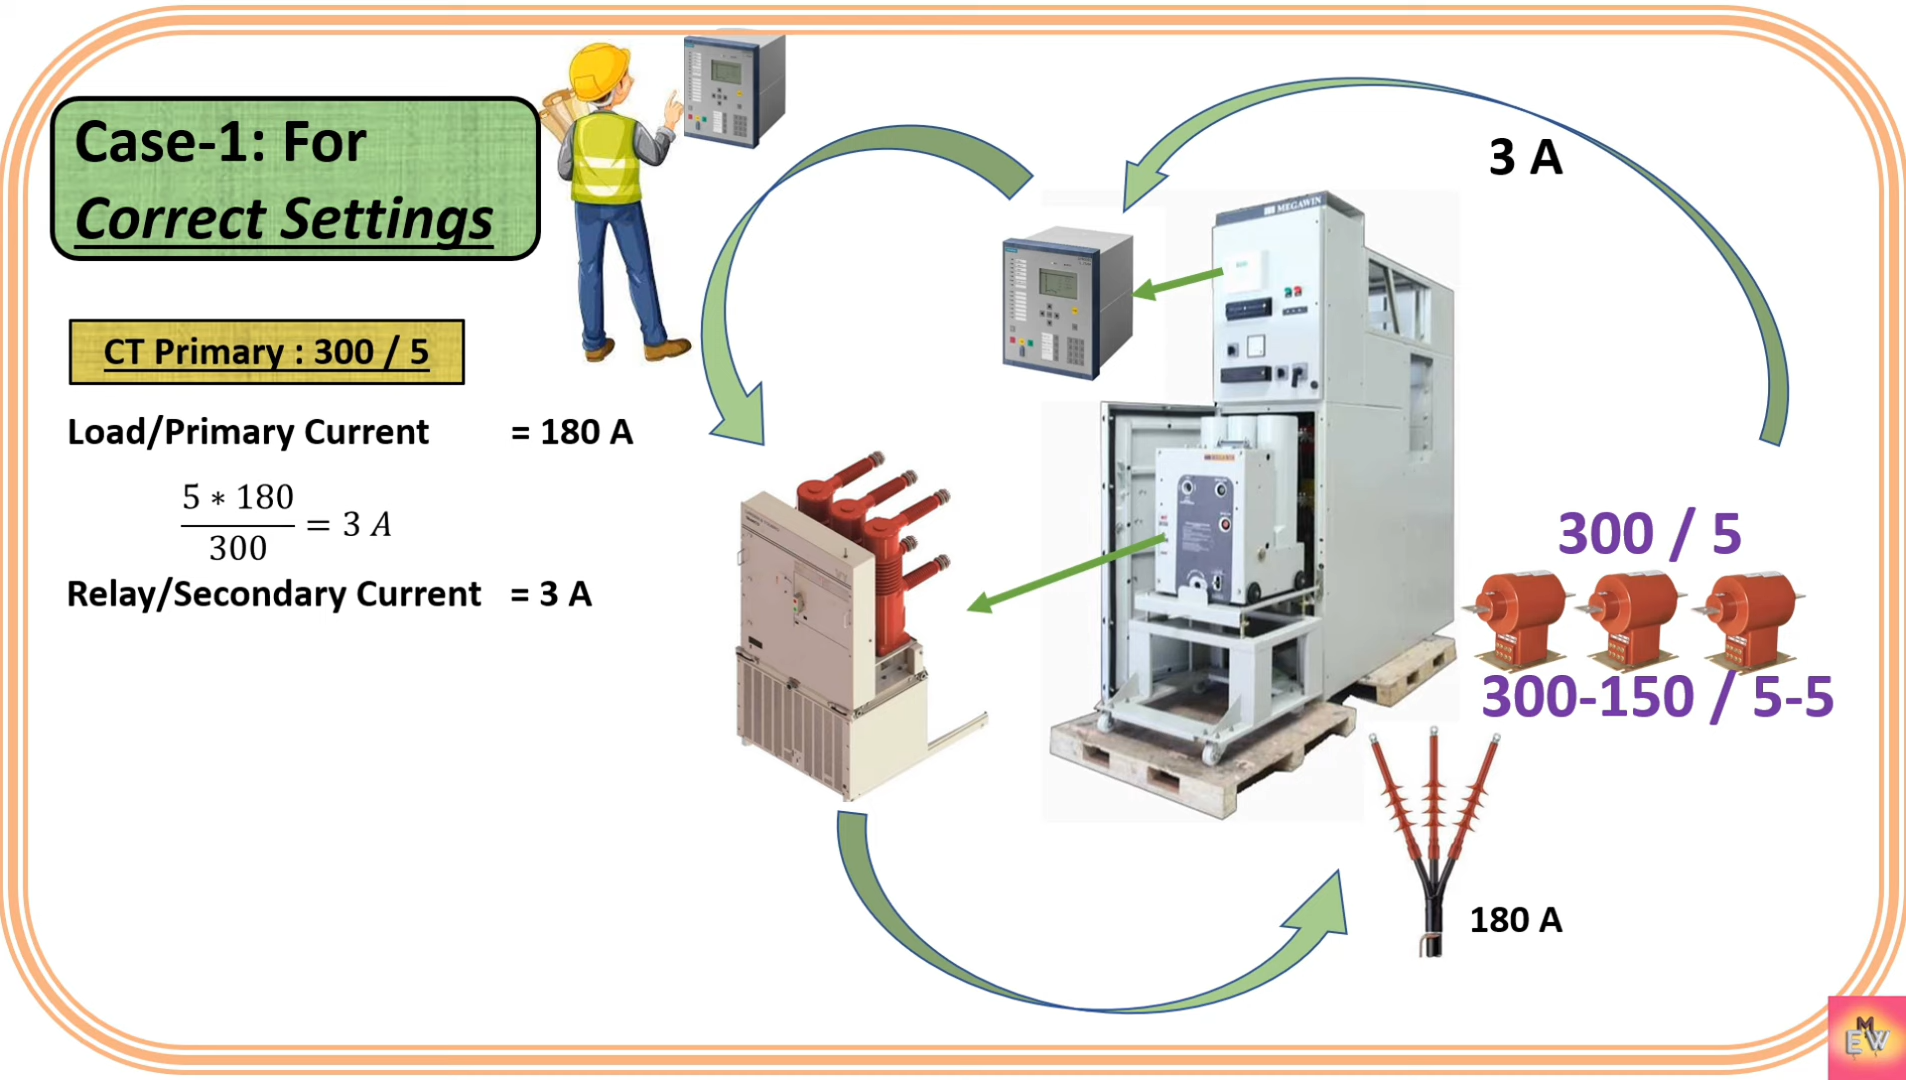 Case-1: For
Correct Settings
CT Primary : 300 / 5
Load/Primary Current = 180 A
5 ∗ 180
300
= 3 A
Relay/Secondary Current = 3 A
3 A
MEGAWIN
300 / 5
300-150 / 5-5
180 A
M
EW